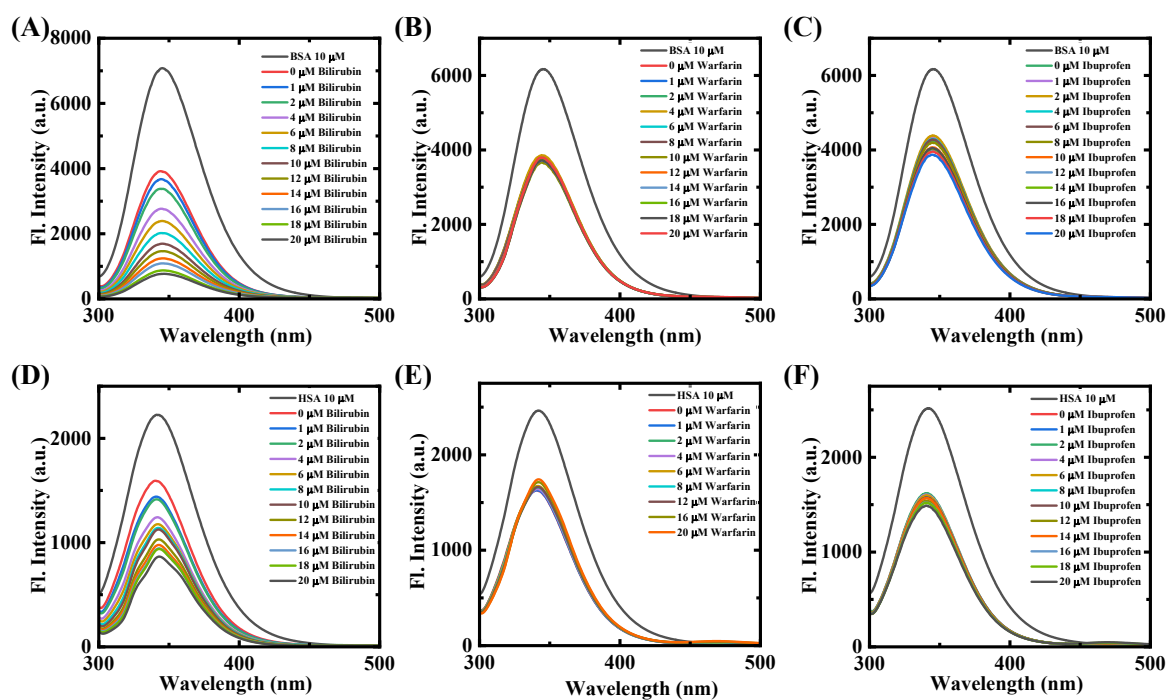 (A)
8000
6000
4000
2000
0
300
400
500
Fl. Intensity (a.u.)
Wavelength (nm)
BSA 10 μM
0 μM Bilirubin
1 μM Bilirubin
2 μM Bilirubin
4 μM Bilirubin
6 μM Bilirubin
8 μM Bilirubin
10 μM Bilirubin
12 μM Bilirubin
14 μM Bilirubin
16 μM Bilirubin
18 μM Bilirubin
20 μM Bilirubin
(B)
6000
4000
2000
0
300
400
500
Fl. Intensity (a.u.)
Wavelength (nm)
BSA 10 μM
0 μM Warfarin
1 μM Warfarin
2 μM Warfarin
4 μM Warfarin
6 μM Warfarin
8 μM Warfarin
10 μM Warfarin
12 μM Warfarin
14 μM Warfarin
16 μM Warfarin
18 μM Warfarin
20 μM Warfarin
(C)
6000
4000
2000
0
300
400
500
Fl. Intensity (a.u.)
Wavelength (nm)
BSA 10 μM
0 μM Ibuprofen
1 μM Ibuprofen
2 μM Ibuprofen
4 μM Ibuprofen
6 μM Ibuprofen
8 μM Ibuprofen
10 μM Ibuprofen
12 μM Ibuprofen
14 μM Ibuprofen
16 μM Ibuprofen
18 μM Ibuprofen
20 μM Ibuprofen
(D)
2000
1000
0
300
400
500
Fl. Intensity (a.u.)
Wavelength (nm)
HSA 10 μM
0 μM Bilirubin
1 μM Bilirubin
2 μM Bilirubin
4 μM Bilirubin
6 μM Bilirubin
8 μM Bilirubin
10 μM Bilirubin
12 μM Bilirubin
14 μM Bilirubin
16 μM Bilirubin
18 μM Bilirubin
20 μM Bilirubin
(E)
2000
1000
0
300
400
500
Fl. Intensity (a.u.)
Wavelength (nm)
HSA 10 μM
0 μM Warfarin
1 μM Warfarin
2 μM Warfarin
4 μM Warfarin
6 μM Warfarin
8 μM Warfarin
12 μM Warfarin
16 μM Warfarin
20 μM Warfarin
(F)
2000
1000
0
300
400
500
Fl. Intensity (a.u.)
Wavelength (nm)
HSA 10 μM
0 μM Ibuprofen
1 μM Ibuprofen
2 μM Ibuprofen
4 μM Ibuprofen
6 μM Ibuprofen
8 μM Ibuprofen
10 μM Ibuprofen
12 μM Ibuprofen
14 μM Ibuprofen
16 μM Ibuprofen
18 μM Ibuprofen
20 μM Ibuprofen